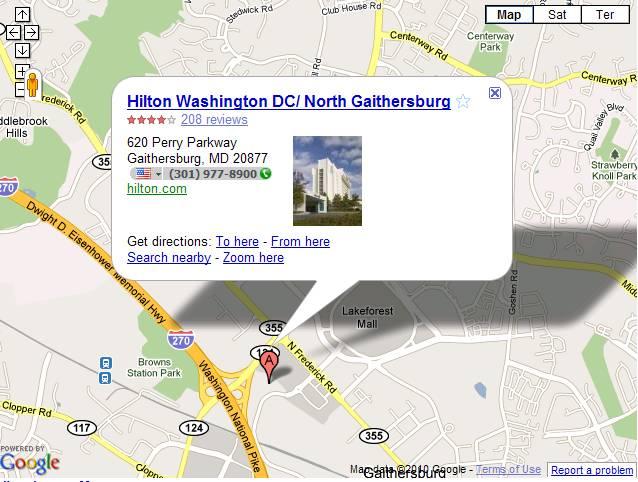 Stedwick Rd
Club House Rd
Map
Sat
Ter
Centerway Rd
Centerway
Park
Centerway Rd
Frederick Rd
ddlebrook
Hills
355
270
Hilton Washington DC/ North Gaithersburg
208 reviews
620 Perry Parkway
Gaithersburg, MD 20877
(301) 977-8900
hilton.com
Get directions: To here - From here
Search nearby - Zoom here
Quail Valley Blvd
Strawberry
Knoll Park
Goshen Rd
Dwight D. Eisenhower Memorial Hwy
270
355
Lakeforest
Mall
N Frederick Rd
A
Browns
Station Park
Washington National Pike
Clopper Rd
117
124
355
POWERED BY
Google
Map data ©2010 Google - Terms of Use
Report a problem
Gaithersburg